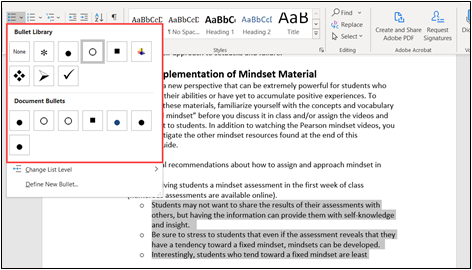 AaBbCcDc AaBbCcDc AaBbC AaBbCcD AaB
¶ No Spac... Heading 1 Heading 2 Title
Styles
Find
Replace
Select
Editing
Create and Share
Adobe PDF
Request
Signatures
Adobe Acrobat
Bullet Library
None
Document Bullets
Change List Level
Define New Bullet...
plementation of Mindset Material
a new perspective that can be extremely powerful for students who
their abilities or have yet to accumulate positive experiences. To
these materials, familiarize yourself with the concepts and vocabulary
mindset” before you discuss it in class and/or assign the videos and
t to students. In addition to watching the Pearson mindset videos, you
tigate the other mindset resources found at the end of this
uide.
al recommendations about how to assign and approach mindset in
iving students a mindset assessment in the first week of class
assessments are available online).
o Students may not want to share the results of their assessments with
others, but having the information can provide them with self-knowledge
and insight.
o Be sure to stress to students that even if the assessment reveals that they
have a tendency toward a fixed mindset, mindsets can be developed.
o Interestingly, students who tend toward a fixed mindset are least